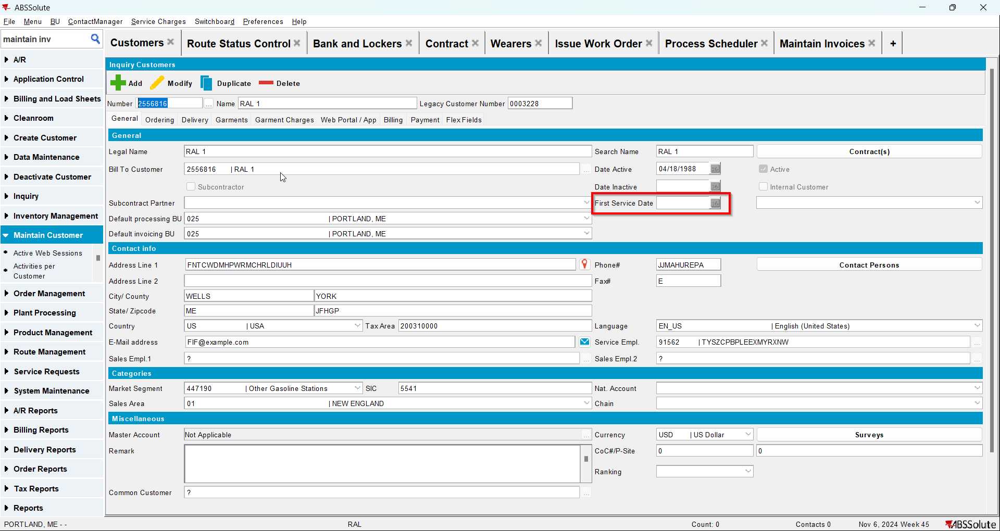 ABSSolute
File Menu BU ContactManager Service Charges Switchboard Preferences Help
maintain inv
Customers Route Status Control Bank and Lockers Contract Wearers Issue Work Order Process Scheduler Maintain Invoices +
A/R
Application Control
Billing and Load Sheets
Cleanroom
Create Customer
Data Maintenance
Deactivate Customer
Inquiry
Inventory Management
Maintain Customer
Active Web Sessions
Activities per
Customer
Order Management
Plant Processing
Product Management
Route Management
Service Requests
System Maintenance
A/R Reports
Billing Reports
Delivery Reports
Order Reports
Tax Reports
Reports
Inquiry Customers
Add Modify Duplicate Delete
Number 2556816 ... Name RAL 1 Legacy Customer Number 0003228
General Ordering Delivery Garments Garment Charges Web Portal / App Billing Payment Flex Fields
General
Legal Name RAL 1 Search Name RAL 1 Contract(s)
Bill To Customer 2556816 | RAL 1 ... Date Active 04/18/1988 16 Active
Subcontractor Date Inactive 16 Internal Customer
Subcontract Partner First Service Date 16
Default processing BU 025 | PORTLAND, ME
Default invoicing BU 025 | PORTLAND, ME
Contact info
Address Line 1 FNTCWDMHPWRMCHRLDIUUH Phone# JJMAHUREPA Contact Persons
Address Line 2 Fax# E
City/ County WELLS YORK
State/ Zipcode ME JFHGP
Country US | USA Tax Area 200310000 Language EN_US | English (United States)
E-Mail address FIF@example.com Service Empl. 91562 | TYSZCPBPLEEXMYRXNW ...
Sales Empl.1 ? ... Sales Empl.2 ? ...
Categories
Market Segment 447190 | Other Gasoline Stations SIC 5541 Nat. Account
Sales Area 01 | NEW ENGLAND Chain
Miscellaneous
Master Account Not Applicable ... Currency USD | US Dollar Surveys
Remark CoC#/P-Site 0 0
Ranking
Common Customer ? ...
PORTLAND, ME - - RAL Count: 0 Contacts 0 Nov 6, 2024 Week 45 ABSSolute